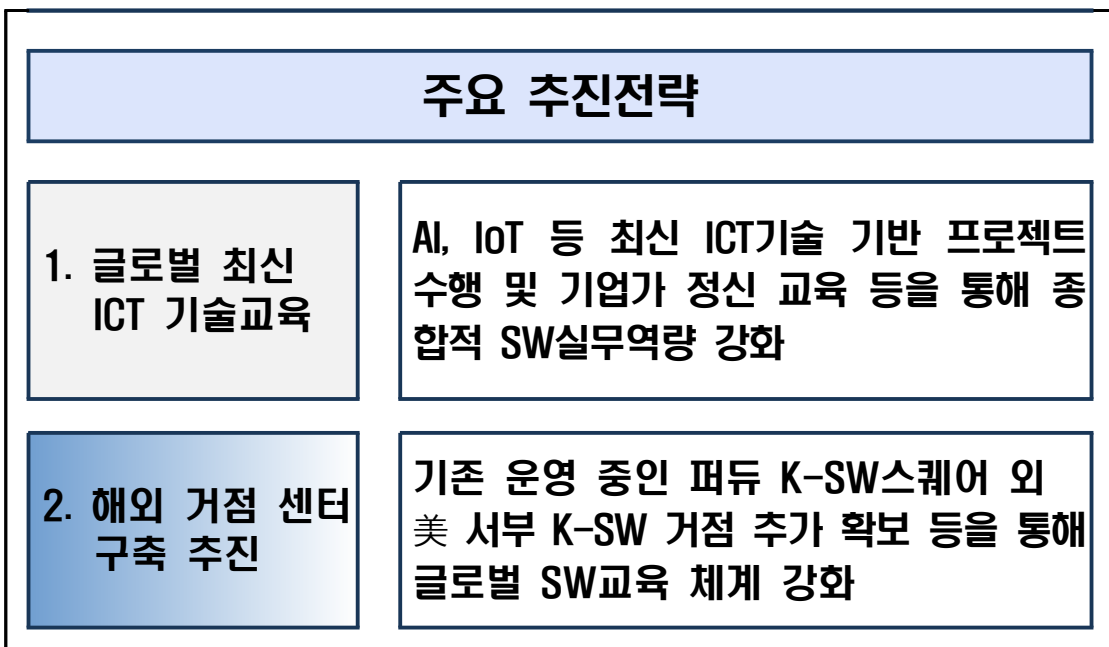 주요 추진전략
1. 글로벌 최신
ICT 기술교육
AI, IoT 등 최신 ICT기술 기반 프로젝트
수행 및 기업가 정신 교육 등을 통해 종
합적 SW실무역량 강화
2. 해외 거점 센터
구축 추진
기존 운영 중인 퍼듀 K-SW스퀘어 외
美 서부 K-SW 거점 추가 확보 등을 통해
글로벌 SW교육 체계 강화